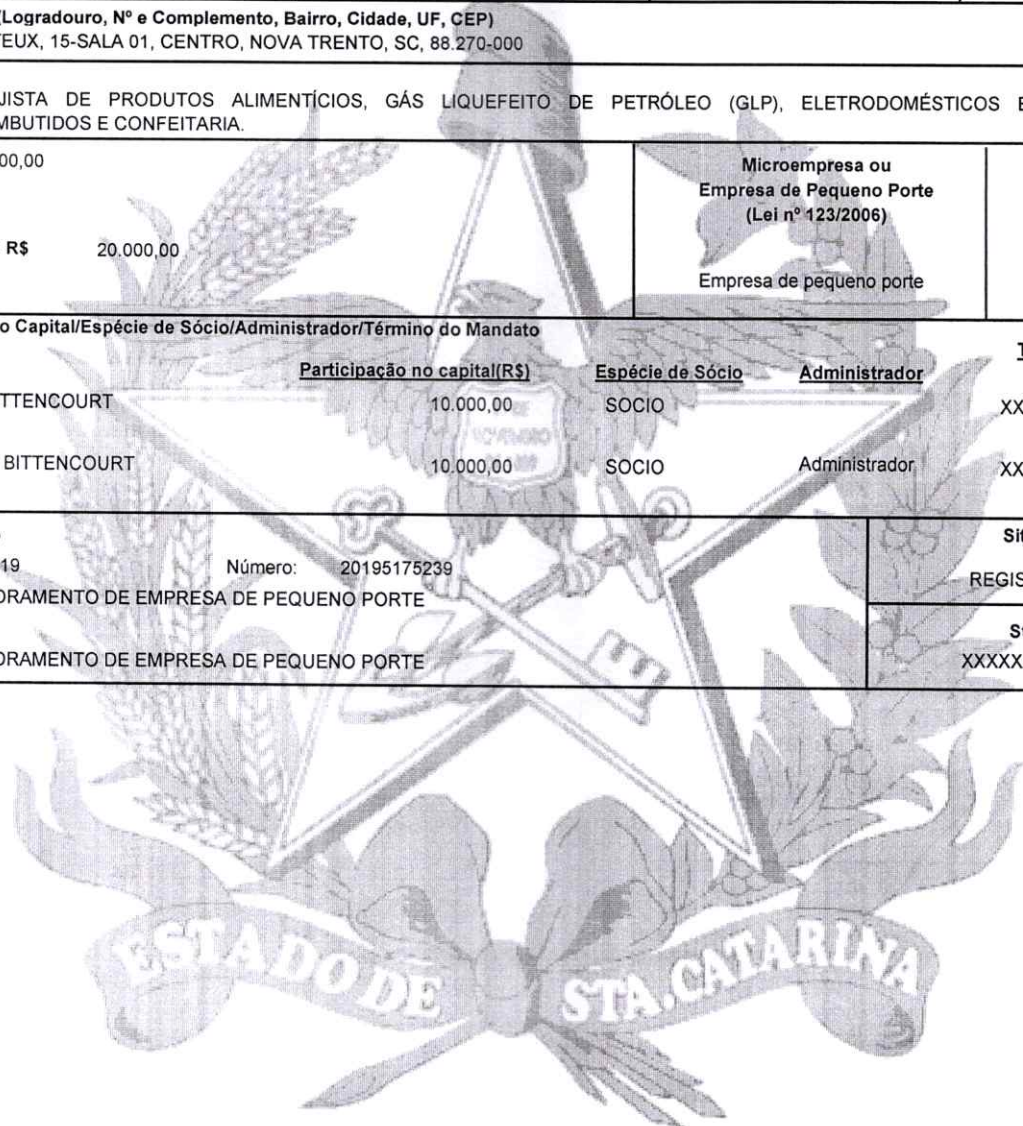 (Logradouro, Nº e Complemento, Bairro, Cidade, UF, CEP)
EUX, 15-SALA 01, CENTRO, NOVA TRENTO, SC, 88.270-000
JISTA DE PRODUTOS ALIMENTÍCIOS, GÁS LIQUEFEITO DE PETRÓLEO (GLP), ELETRODOMÉSTICOS E
MBUTIDOS E CONFEITARIA.
00,00
R$ 20.000,00
Microempresa ou
Empresa de Pequeno Porte
(Lei nº 123/2006)
Empresa de pequeno porte
o Capital/Espécie de Sócio/Administrador/Término do Mandato
Participação no capital(R$) Espécie de Sócio Administrador
TTENCOURT 10.000,00 SOCIO XX
BITTENCOURT 10.000,00 SOCIO Administrador XX
19 Número: 20195175239
DRAMENTO DE EMPRESA DE PEQUENO PORTE
DRAMENTO DE EMPRESA DE PEQUENO PORTE
Sit
REGIS
St
XXXXX
ESTADO DE STA.CATARINA